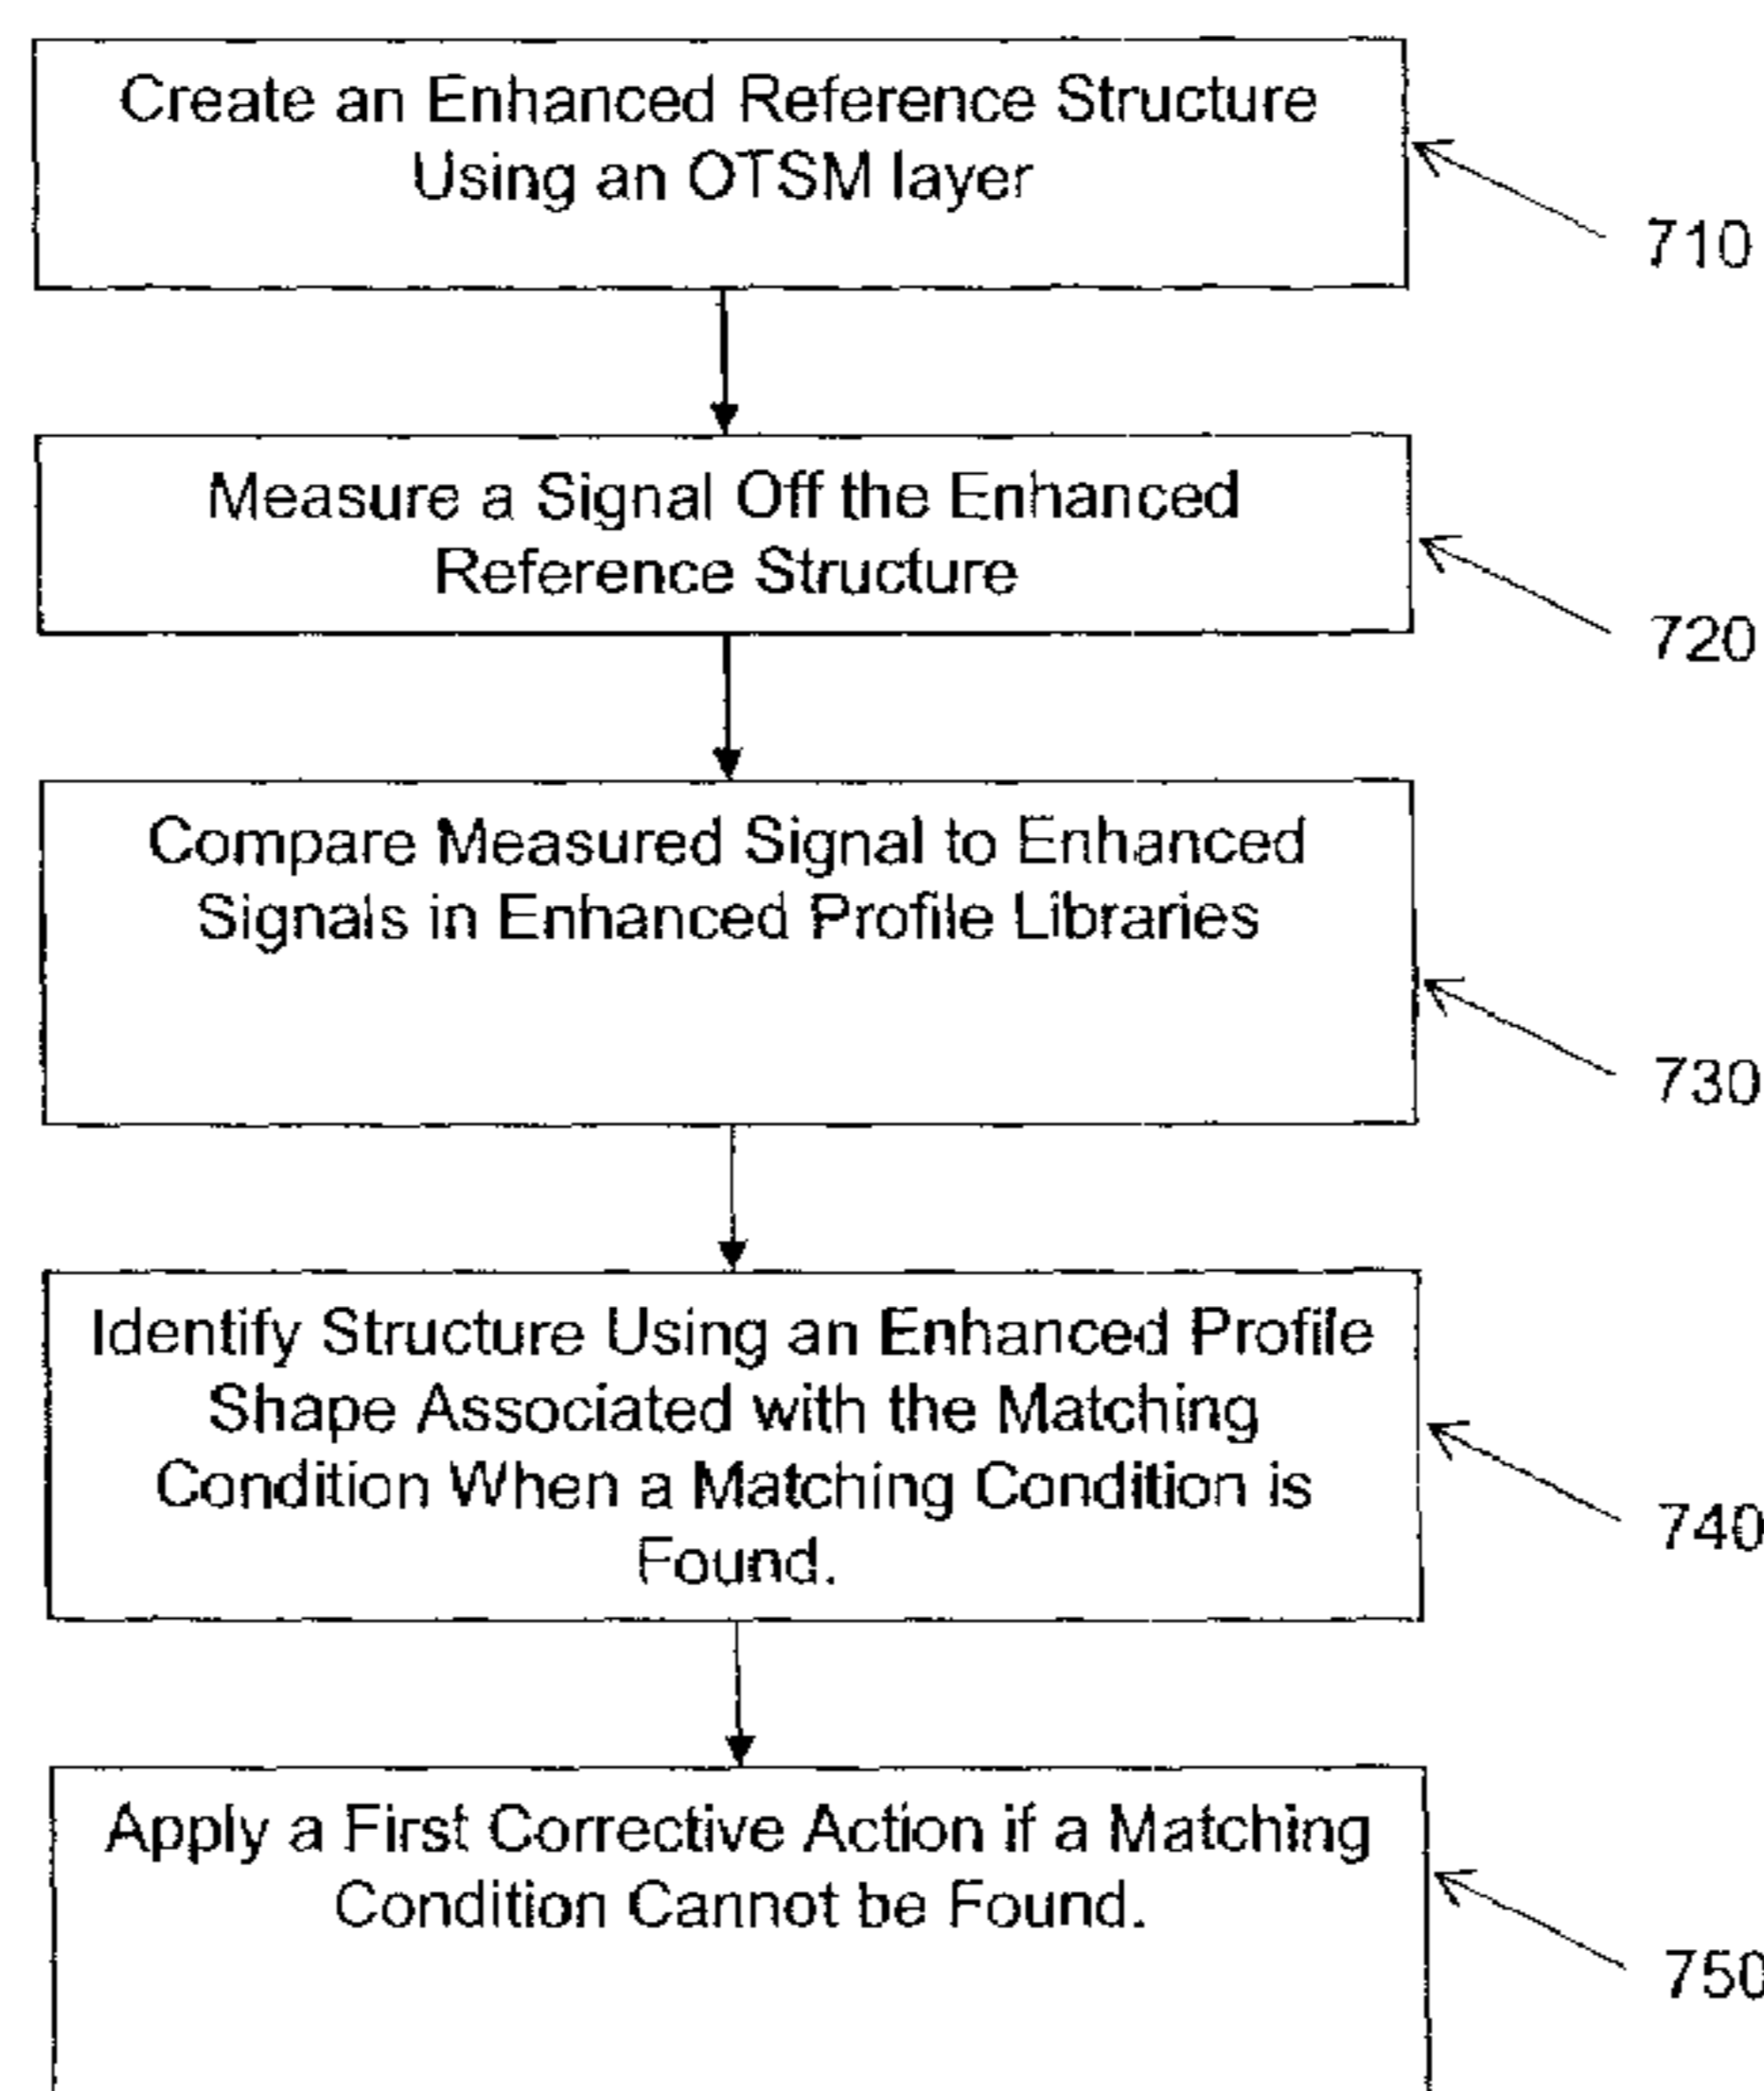 Create an Enhanced Reference Structure
Using an OTSM layer
710
Measure a Signal Off the Enhanced
Reference Structure
720
Compare Measured Signal to Enhanced
Signals in Enhanced Profile Libraries
730
Identify Structure Using an Enhanced Profile
Shape Associated with the Matching
Condition When a Matching Condition is
Found.
740
Apply a First Corrective Action if a Matching
Condition Cannot be Found.
750